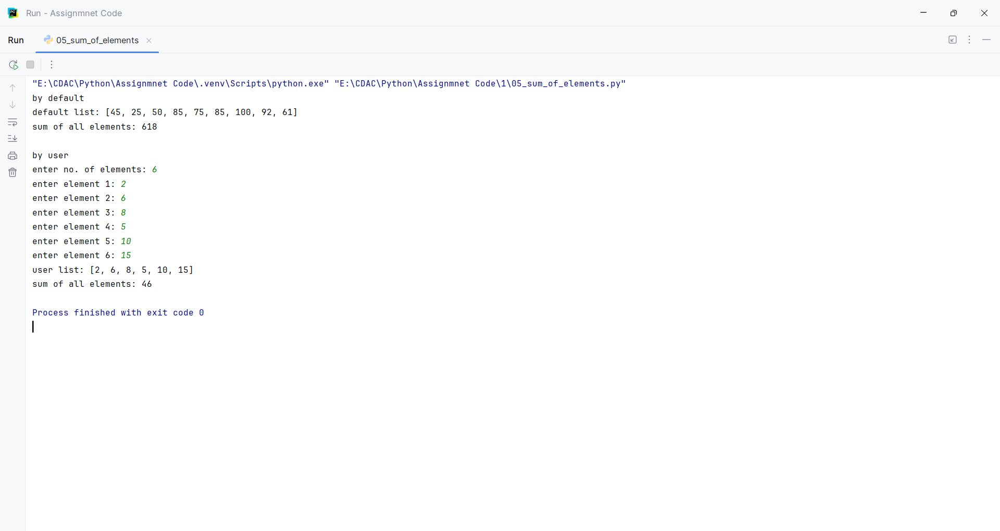 Run - Assignmnet Code
Run 05_sum_of_elements
"E:\CDAC\Python\Assignmnet Code\.venv\Scripts\python.exe" "E:\CDAC\Python\Assignmnet Code\1\05_sum_of_elements.py"
by default
default list: [45, 25, 50, 85, 75, 85, 100, 92, 61]
sum of all elements: 618
by user
enter no. of elements: 6
enter element 1: 2
enter element 2: 6
enter element 3: 8
enter element 4: 5
enter element 5: 10
enter element 6: 15
user list: [2, 6, 8, 5, 10, 15]
sum of all elements: 46
Process finished with exit code 0